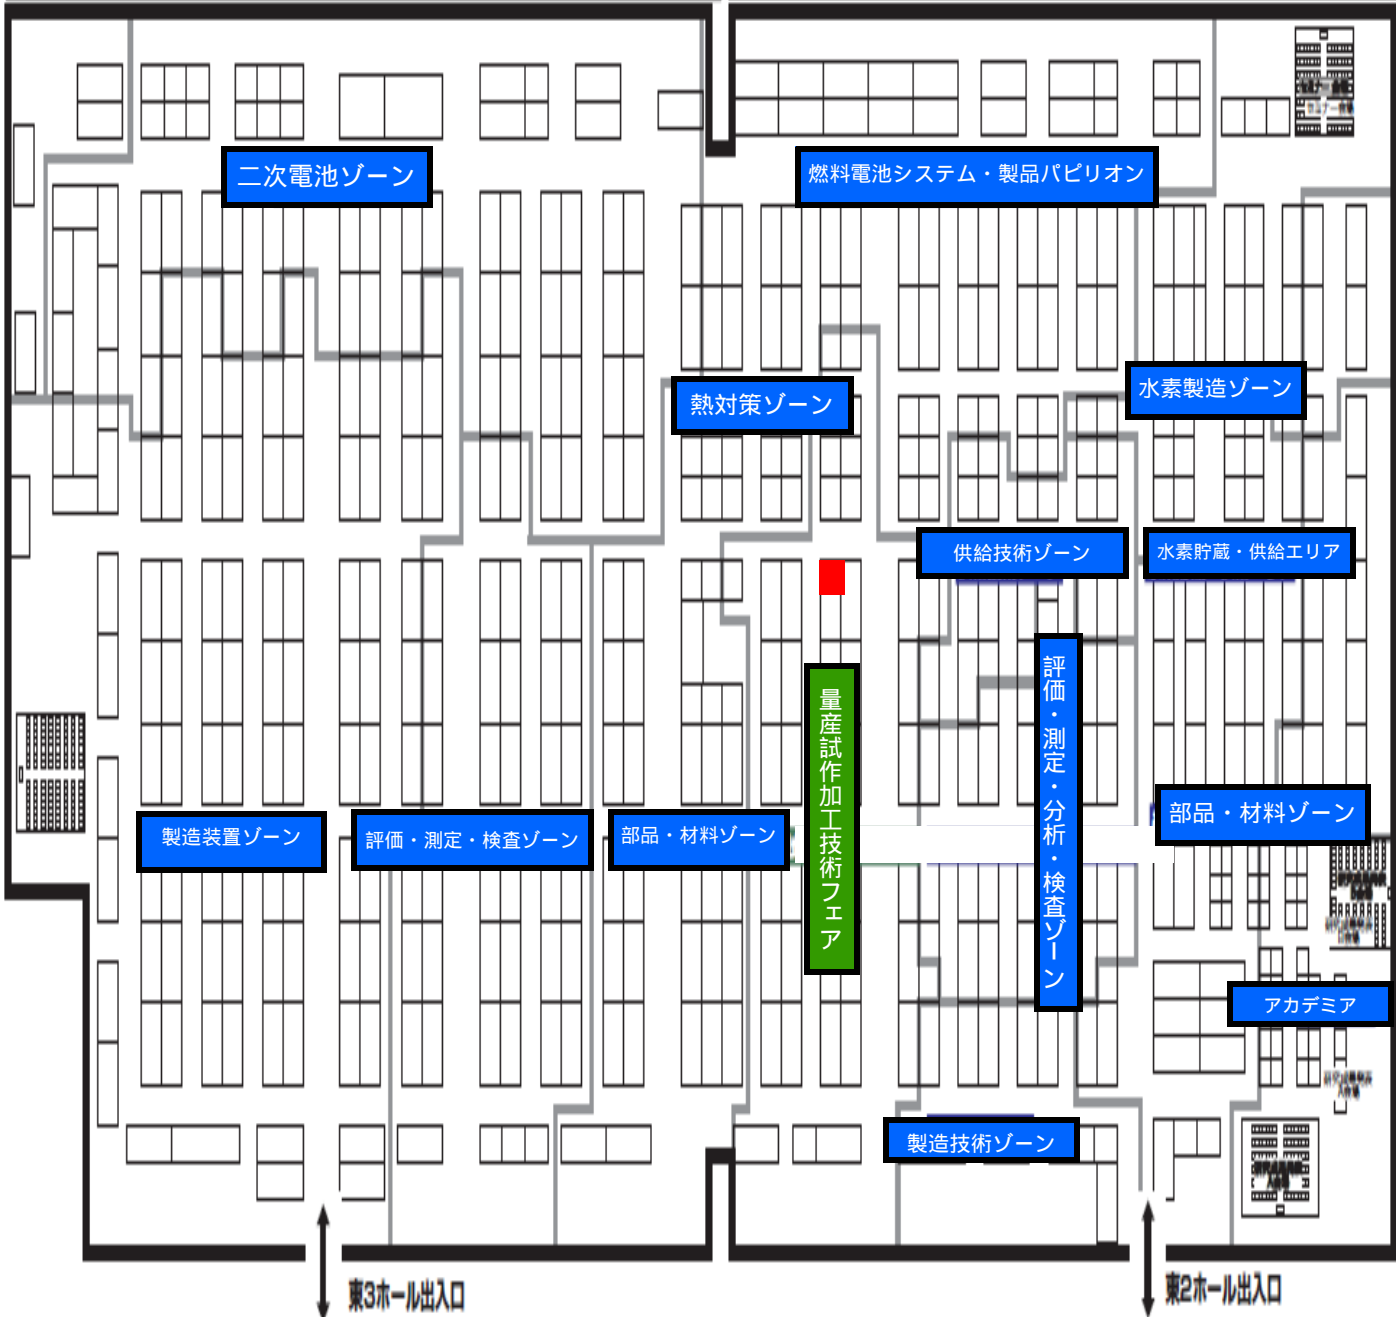 セミナー会場
二次電池ゾーン
燃料電池システム・製品パビリオン
水素製造ゾーン
熱対策ゾーン
供給技術ゾーン
水素貯蔵・供給エリア
量産試作加工技術フェア
評価・測定・分析・検査ゾーン
製造装置ゾーン
評価・測定・検査ゾーン
部品・材料ゾーン
部品・材料ゾーン
アカデミア
製造技術ゾーン
東3ホール出入口
東2ホール出入口